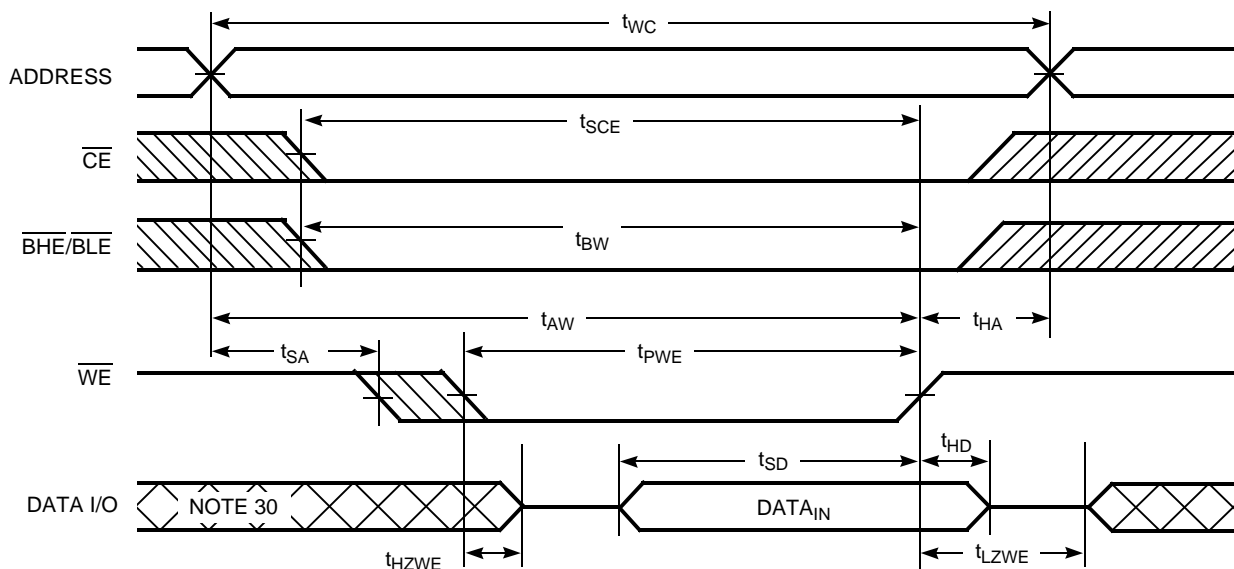 tWC
ADDRESS
tSCE
CE
tBW
BHE/BLE
tAW
tHA
tSA
tPWE
WE
tHD
tSD
DATA I/O
NOTE 30
DATAIN
tHZWE
tLZWE